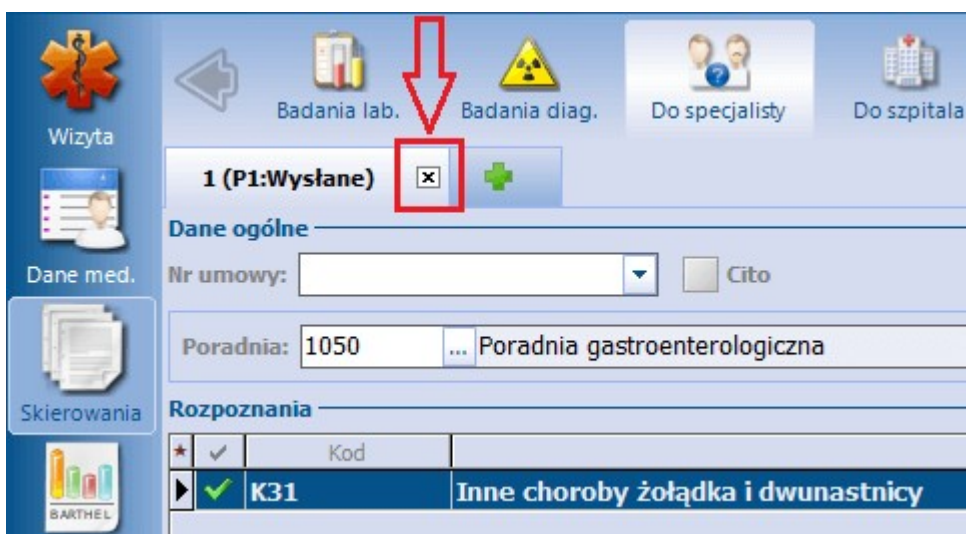 Wizyta
Badania lab.
Badania diag.
Do specjalisty
Do szpitala
1 (P1:Wysłane)
Dane ogólne
Dane med.
Nr umowy:
Cito
Poradnia: 1050 ... Poradnia gastroenterologiczna
Skierowania
Rozpoznania
Kod
K31 Inne choroby żołądka i dwunastnicy
BARTHEL